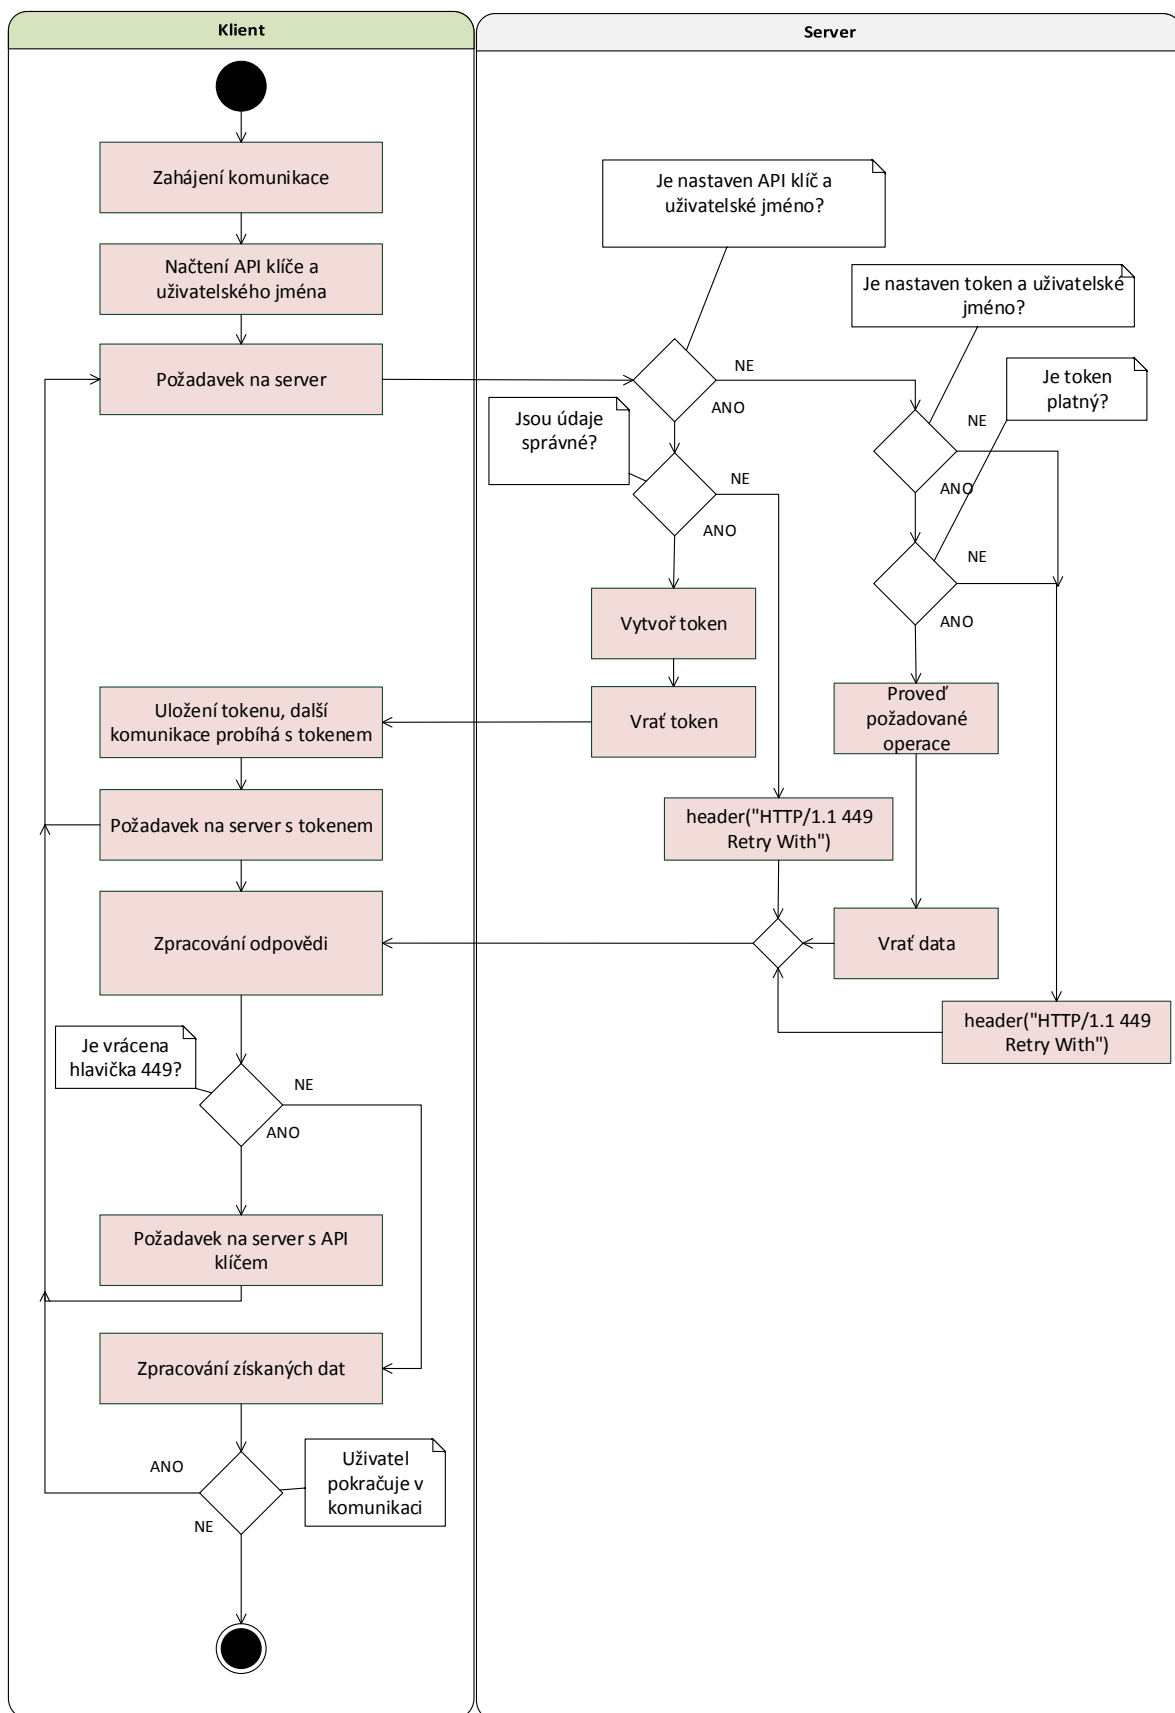 Klient
Server
Zahájení komunikace
Je nastaven API klíč a
uživatelské jméno?
Načtení API klíče a
uživatelského jména
Je nastaven token a uživatelské
jméno?
Požadavek na server
NE
Je token
platný?
ANO
Jsou údaje
správné?
NE
NE
ANO
ANO
NE
Vytvoř token
ANO
Uložení tokenu, další
komunikace probíhá s tokenem
Vrať token
Proveď
požadované
operace
Požadavek na server s tokenem
header("HTTP/1.1 449
Retry With")
Zpracování odpovědi
Vrať data
header("HTTP/1.1 449
Retry With")
Je vrácena
hlavička 449?
NE
ANO
Požadavek na server s API
klíčem
Zpracování získaných dat
ANO
Uživatel
pokračuje v
komunikaci
NE